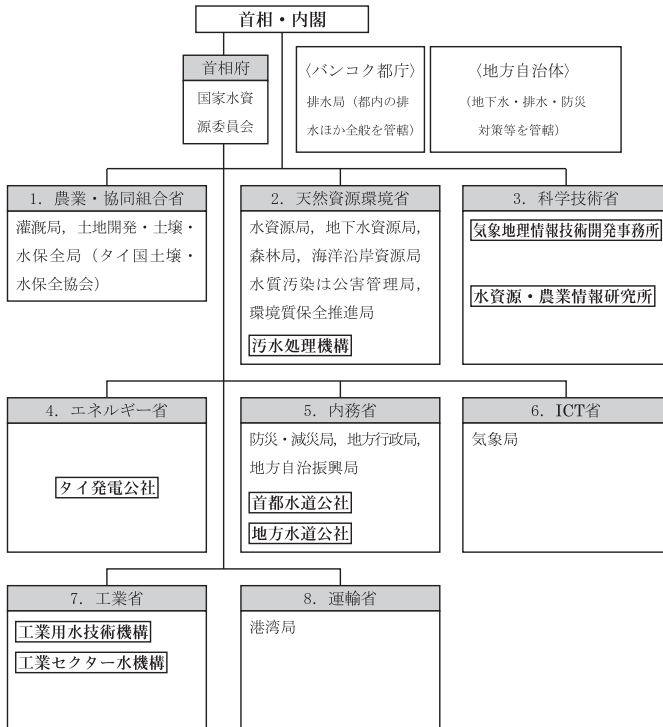 首相・内閣
首相府
国家水資
源委員会
〈バンコク都庁〉
排水局（都内の排
水ほか全般を管轄）
〈地方自治体〉
（地下水・排水・防災
対策等を管轄）
1．農業・協同組合省
灌漑局，土地開発・土壌・
水保全局（タイ国土壌・
水保全協会）
2．天然資源環境省
水資源局，地下水資源局，
森林局，海洋沿岸資源局
水質汚染は公害管理局，
環境質保全推進局
汚水処理機構
3．科学技術省
気象地理情報技術開発事務所
水資源・農業情報研究所
4．エネルギー省
タイ発電公社
5．内務省
防災・減災局，地方行政局，
地方自治振興局
首都水道公社
地方水道公社
6．ICT省
気象局
7．工業省
工業用水技術機構
工業セクター水機構
8．運輸省
港湾局